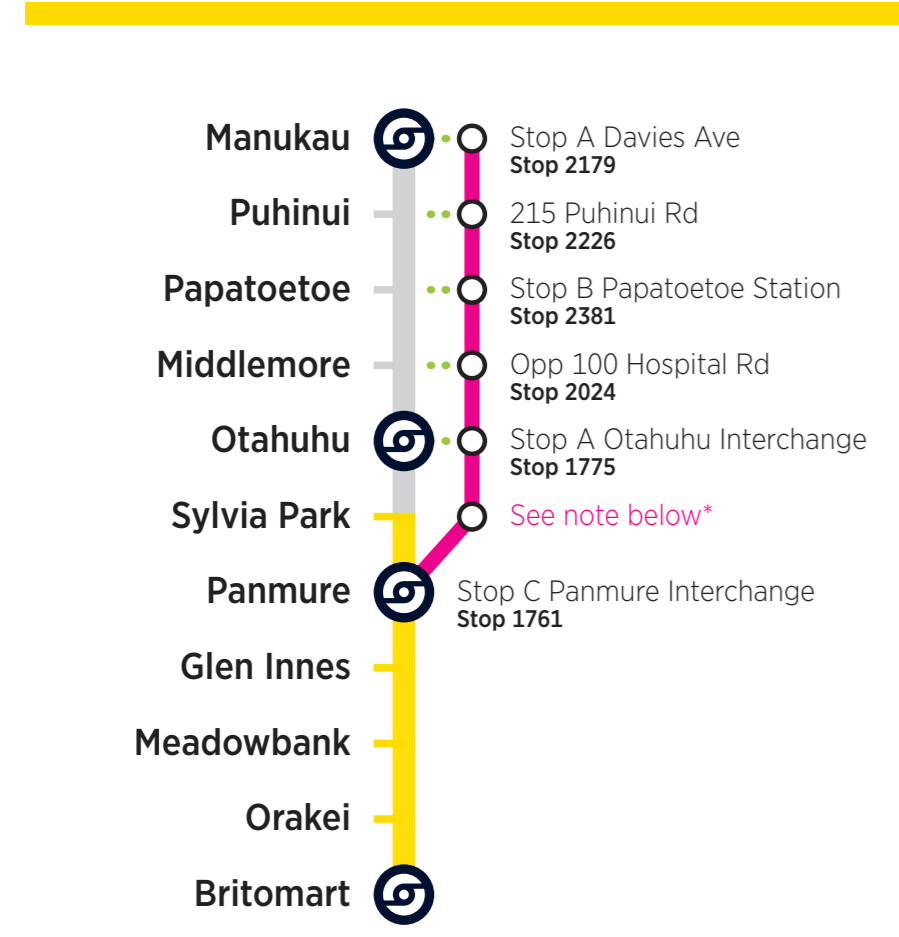 Manukau
Stop A Davies Ave
Stop 2179
Puhinui
215 Puhinui Rd
Stop 2226
Papatoetoe
Stop B Papatoetoe Station
Stop 2381
Middlemore
Opp 100 Hospital Rd
Stop 2024
Otahuhu
Stop A Otahuhu Interchange
Stop 1775
Sylvia Park
See note below*
Panmure
Stop C Panmure Interchange
Stop 1761
Glen Innes
Meadowbank
Orakei
Britomart